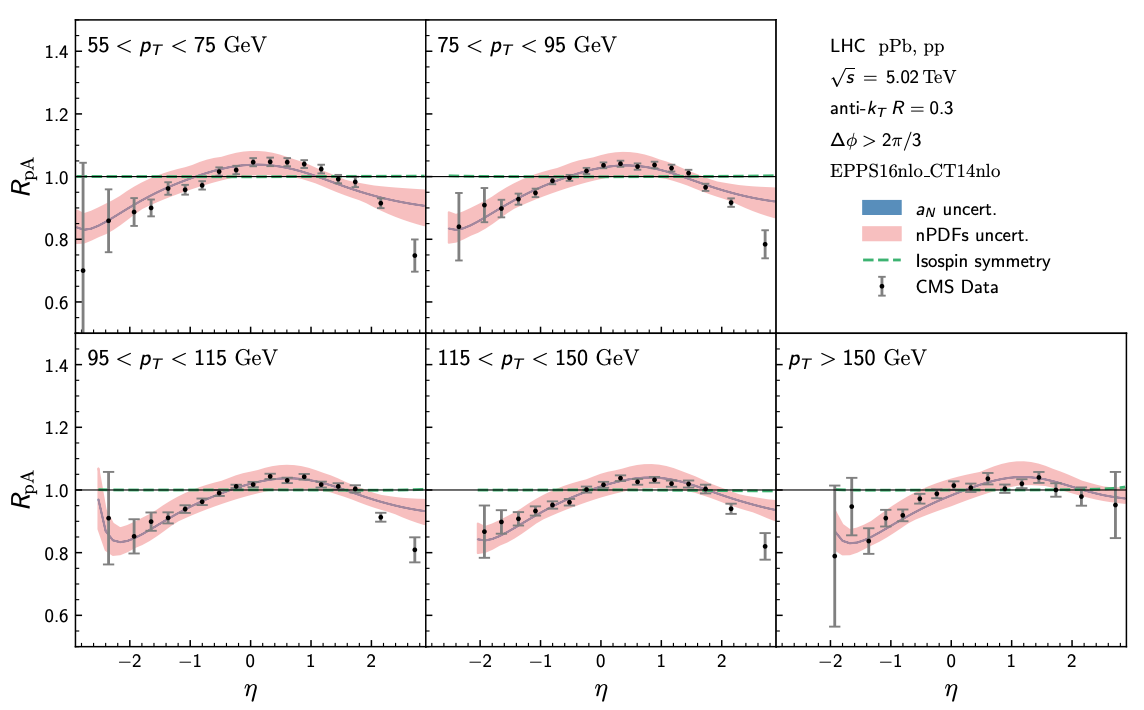 55 < p_T < 75 GeV
75 < p_T < 95 GeV
LHC pPb, pp
√s = 5.02 TeV
anti-k_T R = 0.3
Δϕ > 2π/3
EPPS16nlo_CT14nlo
a_N uncert.
nPDFs uncert.
Isospin symmetry
CMS Data
R_pA
1.4
1.2
1.0
0.8
0.6
95 < p_T < 115 GeV
115 < p_T < 150 GeV
p_T > 150 GeV
R_pA
1.4
1.2
1.0
0.8
0.6
−2 −1 0 1 2
−2 −1 0 1 2
−2 −1 0 1 2
η
η
η